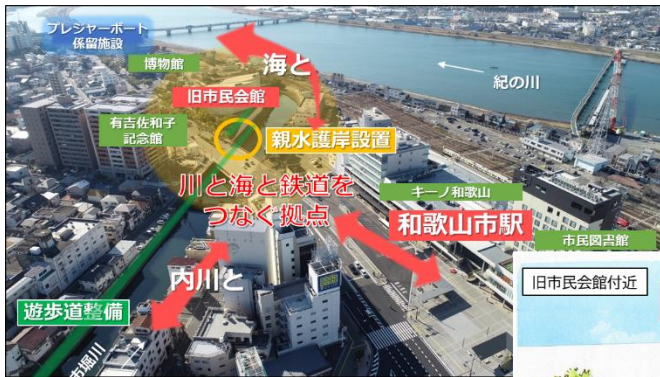 プレジャーボート
係留施設
博物館
海と
紀の川
旧市民会館
有吉佐和子
記念館
親水護岸設置
川と海と鉄道を
つなぐ拠点
キーノ和歌山
和歌山市駅
市民図書館
内川と
旧市民会館付近
遊歩道整備
市堀川